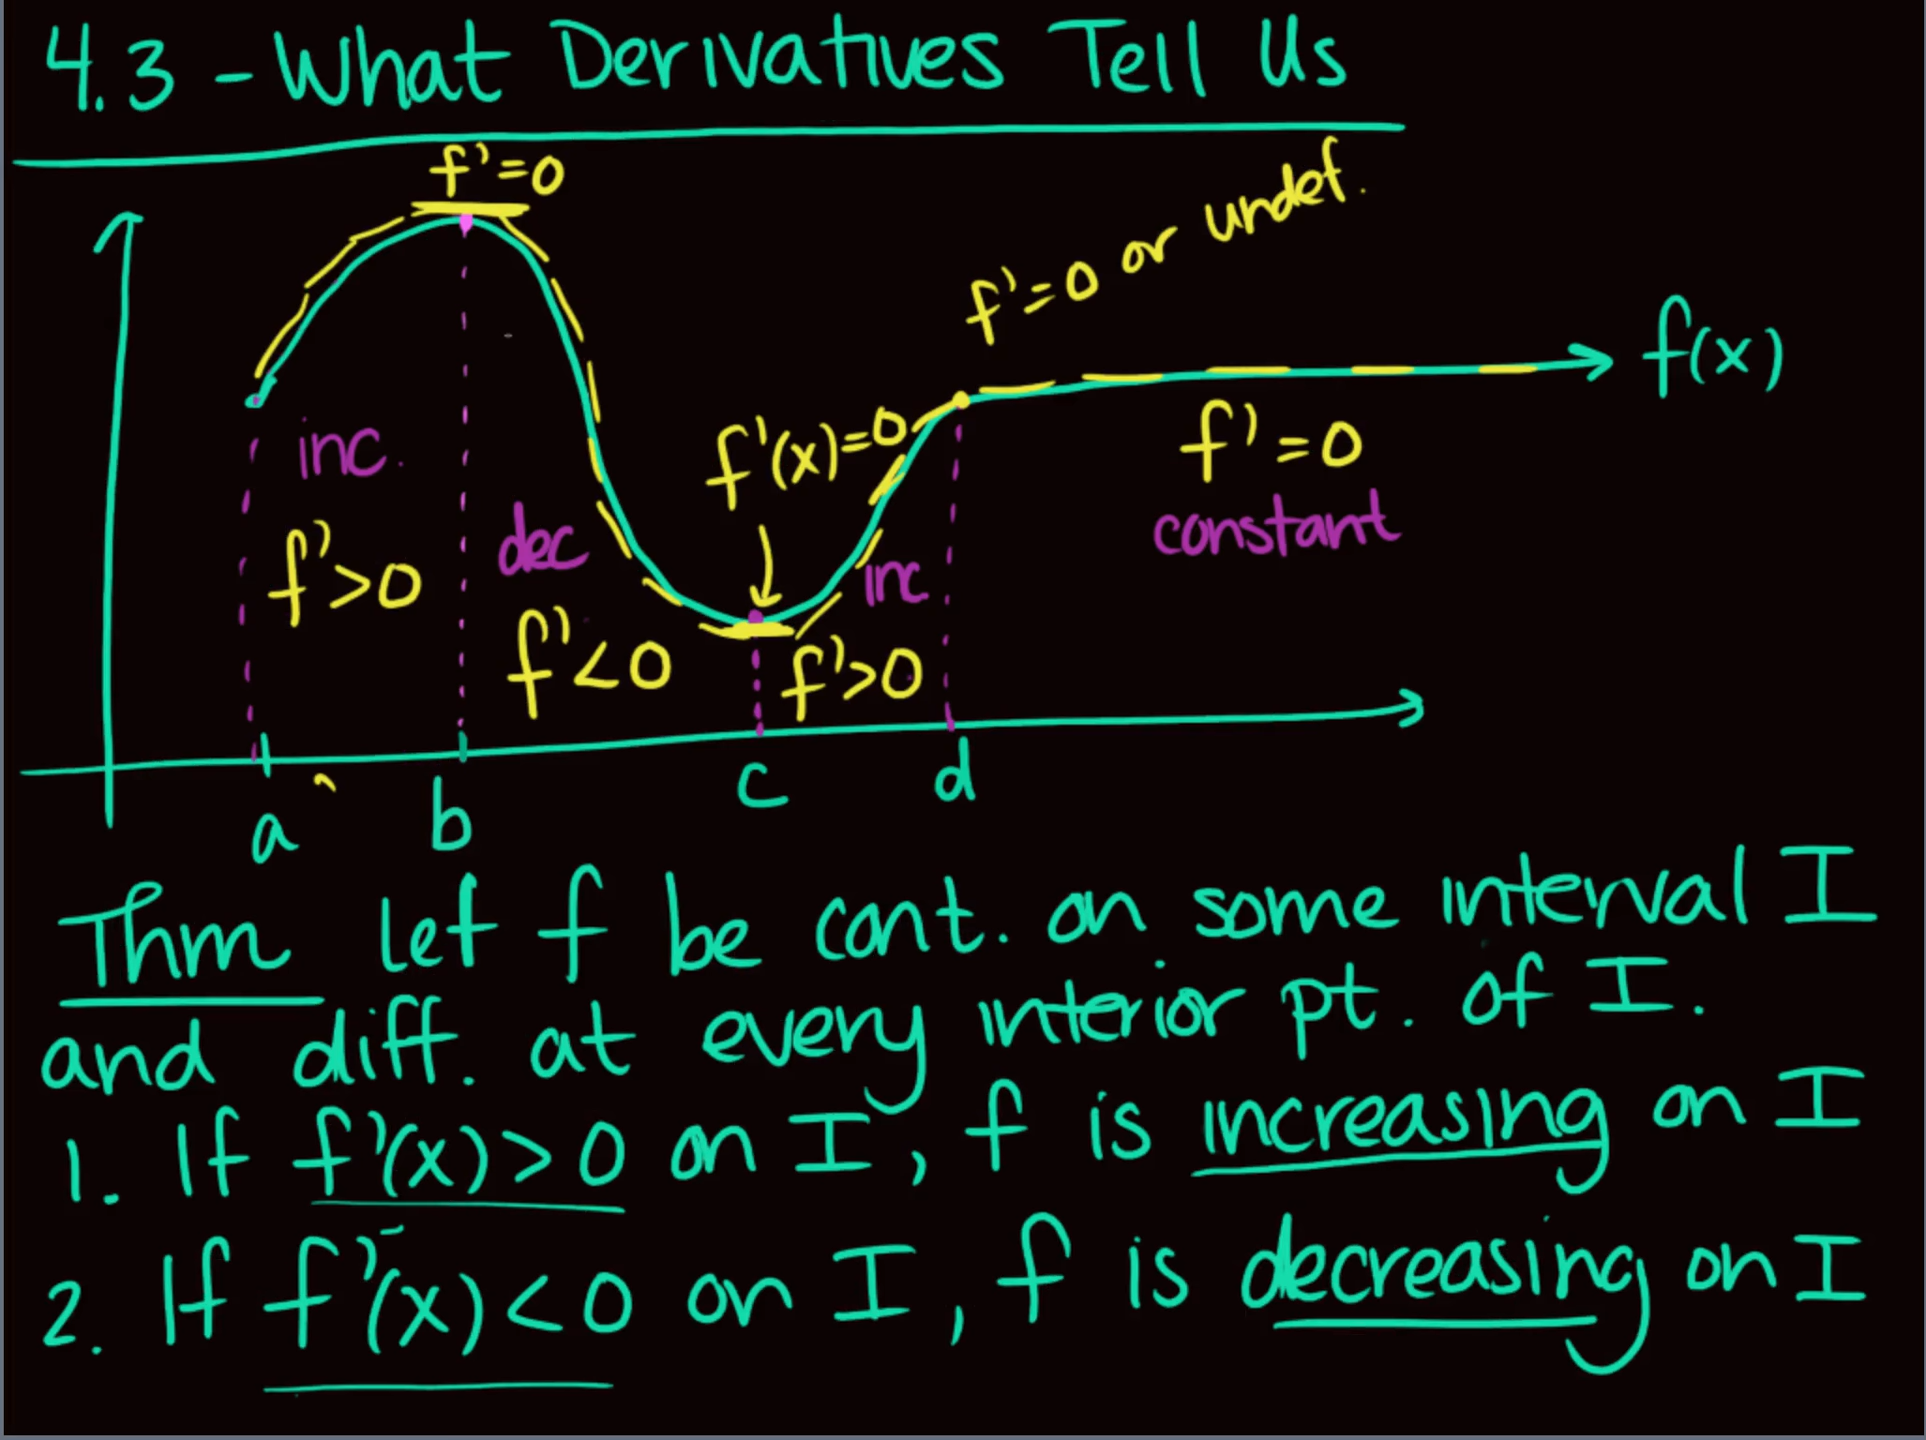 4.3 - What Derivatives Tell Us
f'=0
f'=0 or undef.
f(x)
f'(x)=0
f'=0
inc.
dec
inc
constant
f'>0
f'<0
f'>0
a
b
c
d
Thm Let f be cont. on some interval I
and diff. at every interior pt. of I.
1. If f'(x)>0 on I, f is increasing on I
2. If f'(x)<0 on I, f is decreasing on I